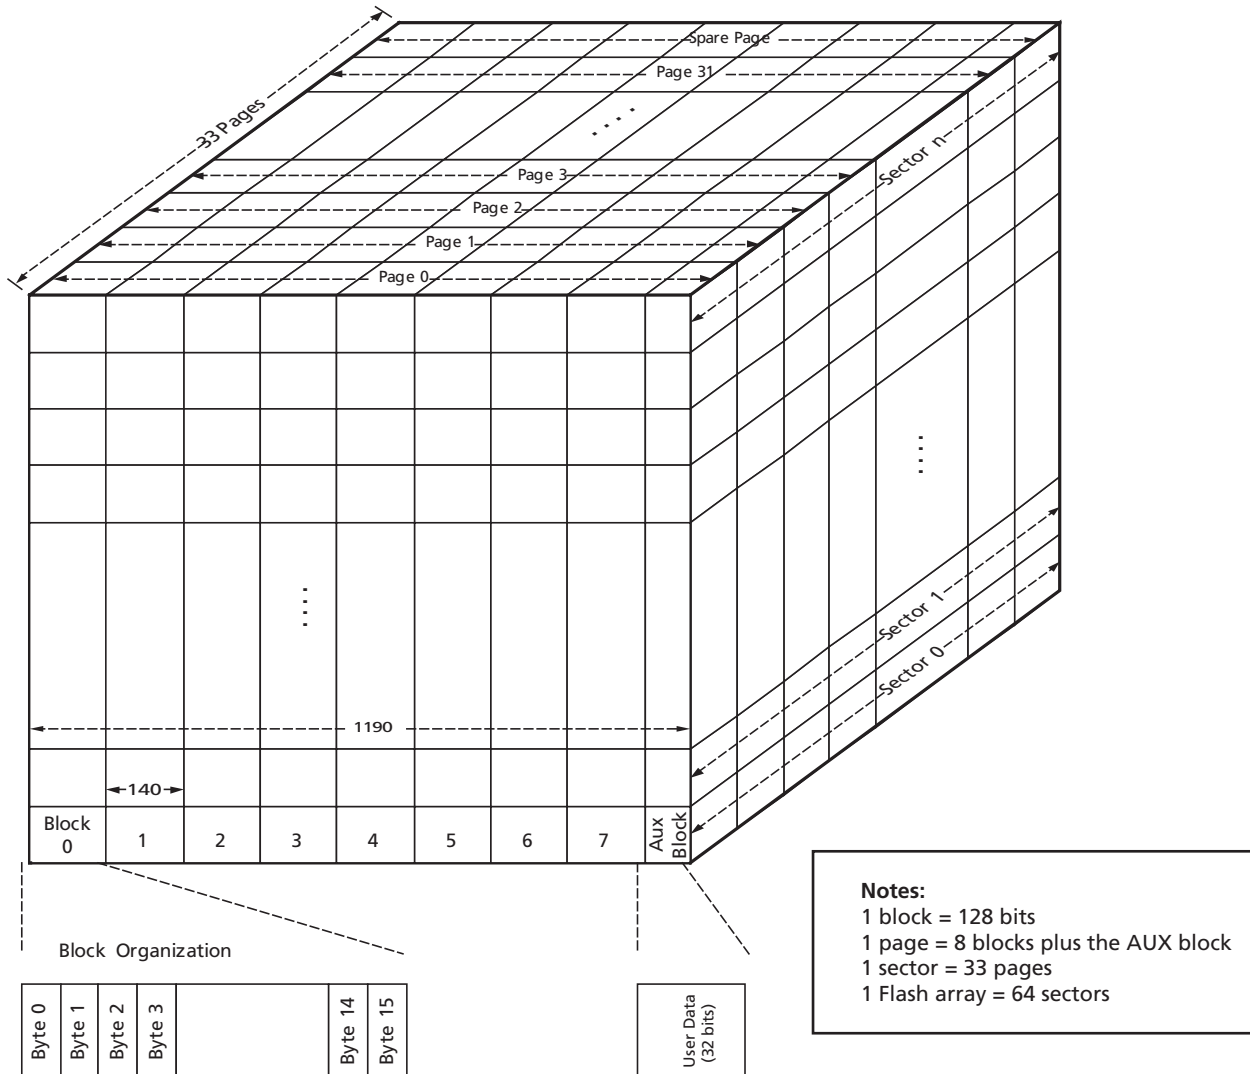 Spare Page
Page 31
33 Pages
Sector n
Page 3
Page 2
Page 1
Page 0
Sector 1
Sector 0
1190
140
Block
0
1
2
3
4
5
6
7
Aux
Block
Block Organization
Byte 0
Byte 1
Byte 2
Byte 3
Byte 14
Byte 15
User Data
(32 bits)
Notes:
1 block = 128 bits
1 page = 8 blocks plus the AUX block
1 sector = 33 pages
1 Flash array = 64 sectors